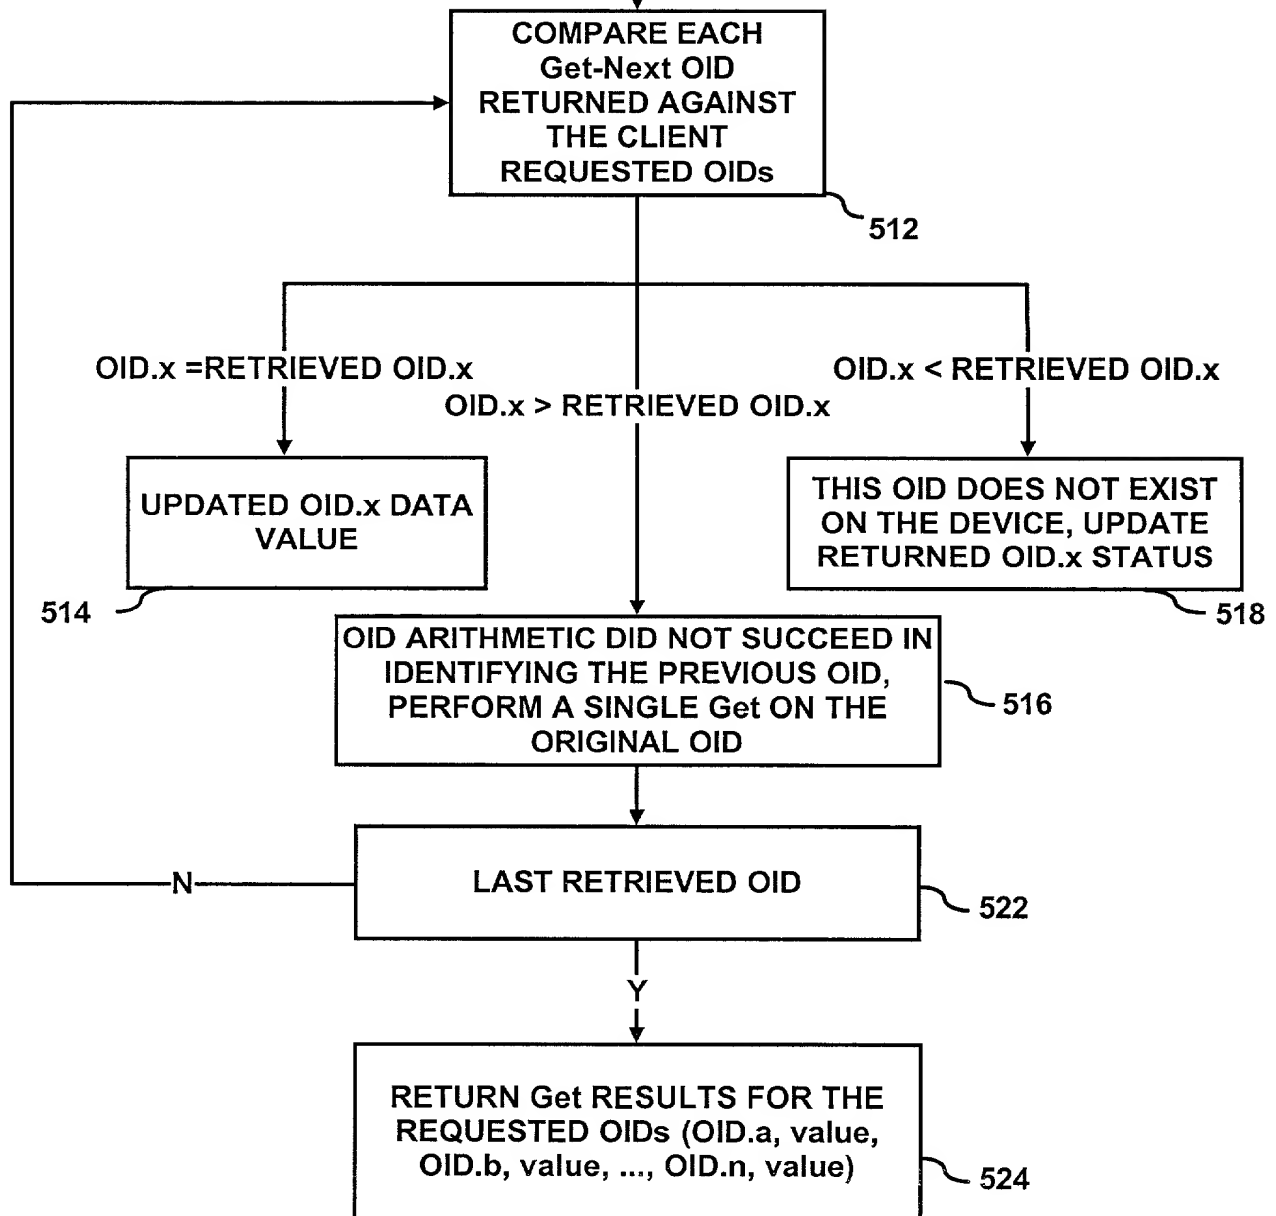 COMPARE EACH
Get-Next OID
RETURNED AGAINST
THE CLIENT
REQUESTED OIDs
512
OID.x =RETRIEVED OID.x
OID.x > RETRIEVED OID.x
OID.x < RETRIEVED OID.x
UPDATED OID.x DATA
VALUE
514
THIS OID DOES NOT EXIST
ON THE DEVICE, UPDATE
RETURNED OID.x STATUS
518
OID ARITHMETIC DID NOT SUCCEED IN
IDENTIFYING THE PREVIOUS OID,
PERFORM A SINGLE Get ON THE
ORIGINAL OID
516
LAST RETRIEVED OID
522
N
Y
RETURN Get RESULTS FOR THE
REQUESTED OIDs (OID.a, value,
OID.b, value, ..., OID.n, value)
524